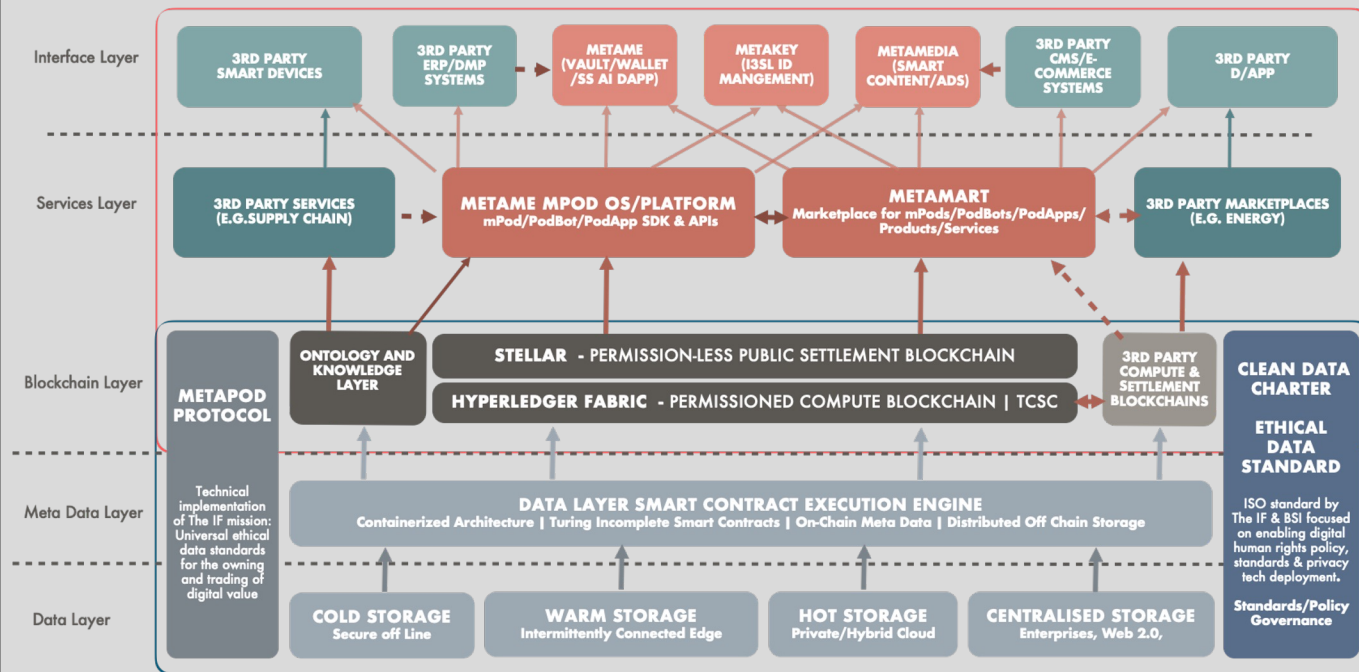 Interface Layer
3RD PARTY
SMART DEVICES
3RD PARTY
ERP/DMP
SYSTEMS
METAME
(VAULT/WALLET
/SS AI DAPP)
METAKEY
(I3SL ID
MANGEMENT)
METAMEDIA
(SMART
CONTENT/ADS)
3RD PARTY
CMS/E-
COMMERCE
SYSTEMS
3RD PARTY
D/APP
Services Layer
3RD PARTY SERVICES
(E.G.SUPPLY CHAIN)
METAME MPOD OS/PLATFORM
mPod/PodBot/PodApp SDK & APIs
METAMART
Marketplace for mPods/PodBots/PodApps/
Products/Services
3RD PARTY MARKETPLACES
(E.G. ENERGY)
Blockchain Layer
METAPOD
PROTOCOL
Technical
implementation
of The IF mission:
Universal ethical
data standards
for the owning
and trading of
digital value
ONTOLOGY AND
KNOWLEDGE
LAYER
STELLAR - PERMISSION-LESS PUBLIC SETTLEMENT BLOCKCHAIN
HYPERLEDGER FABRIC - PERMISSIONED COMPUTE BLOCKCHAIN | TCSC
3RD PARTY
COMPUTE &
SETTLEMENT
BLOCKCHAINS
CLEAN DATA
CHARTER
ETHICAL
DATA
STANDARD
ISO standard by
The IF & BSI focused
on enabling digital
human rights policy,
standards & privacy
tech deployment.
Standards/Policy
Governance
Meta Data Layer
DATA LAYER SMART CONTRACT EXECUTION ENGINE
Containerized Architecture | Turing Incomplete Smart Contracts | On-Chain Meta Data | Distributed Off Chain Storage
Data Layer
COLD STORAGE
Secure off Line
WARM STORAGE
Intermittently Connected Edge
HOT STORAGE
Private/Hybrid Cloud
CENTRALISED STORAGE
Enterprises, Web 2.0,